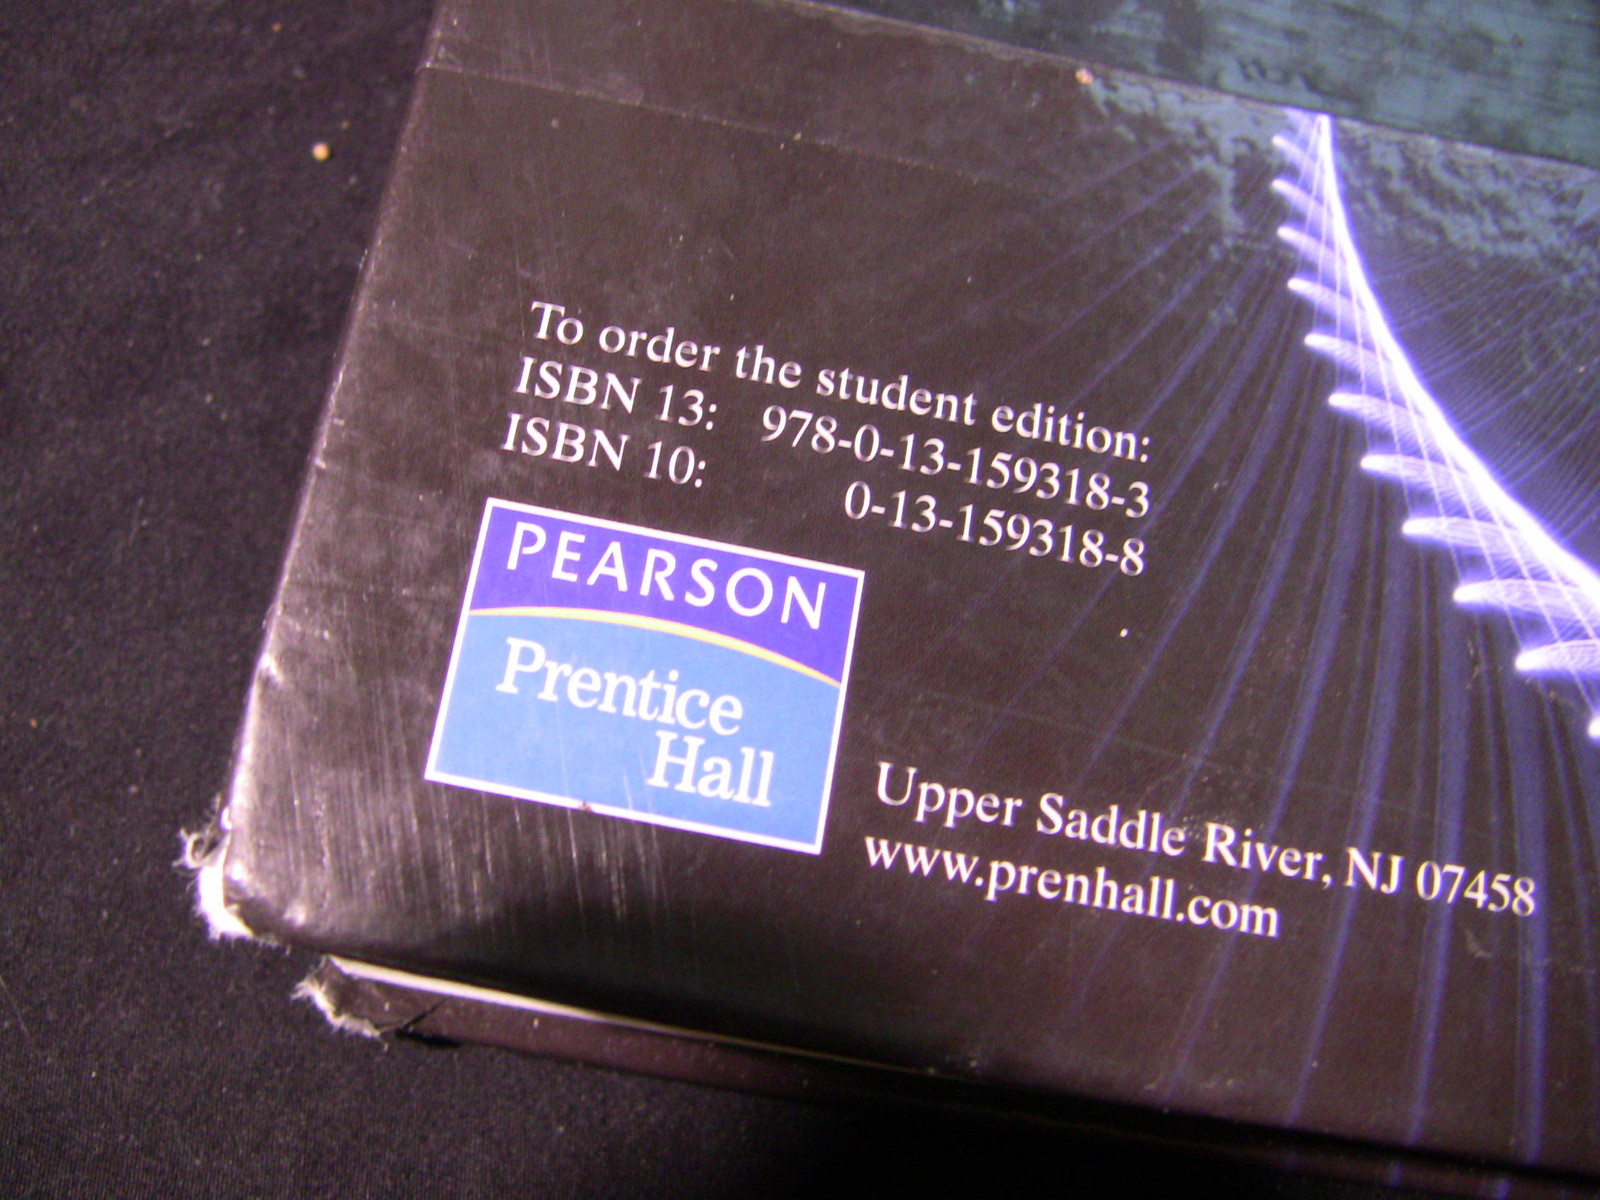 To order the student edition:
ISBN 13: 978-0-13-159318-3
ISBN 10: 0-13-159318-8
PEARSON
Prentice
Hall
Upper Saddle River, NJ 07458
www.prenhall.com